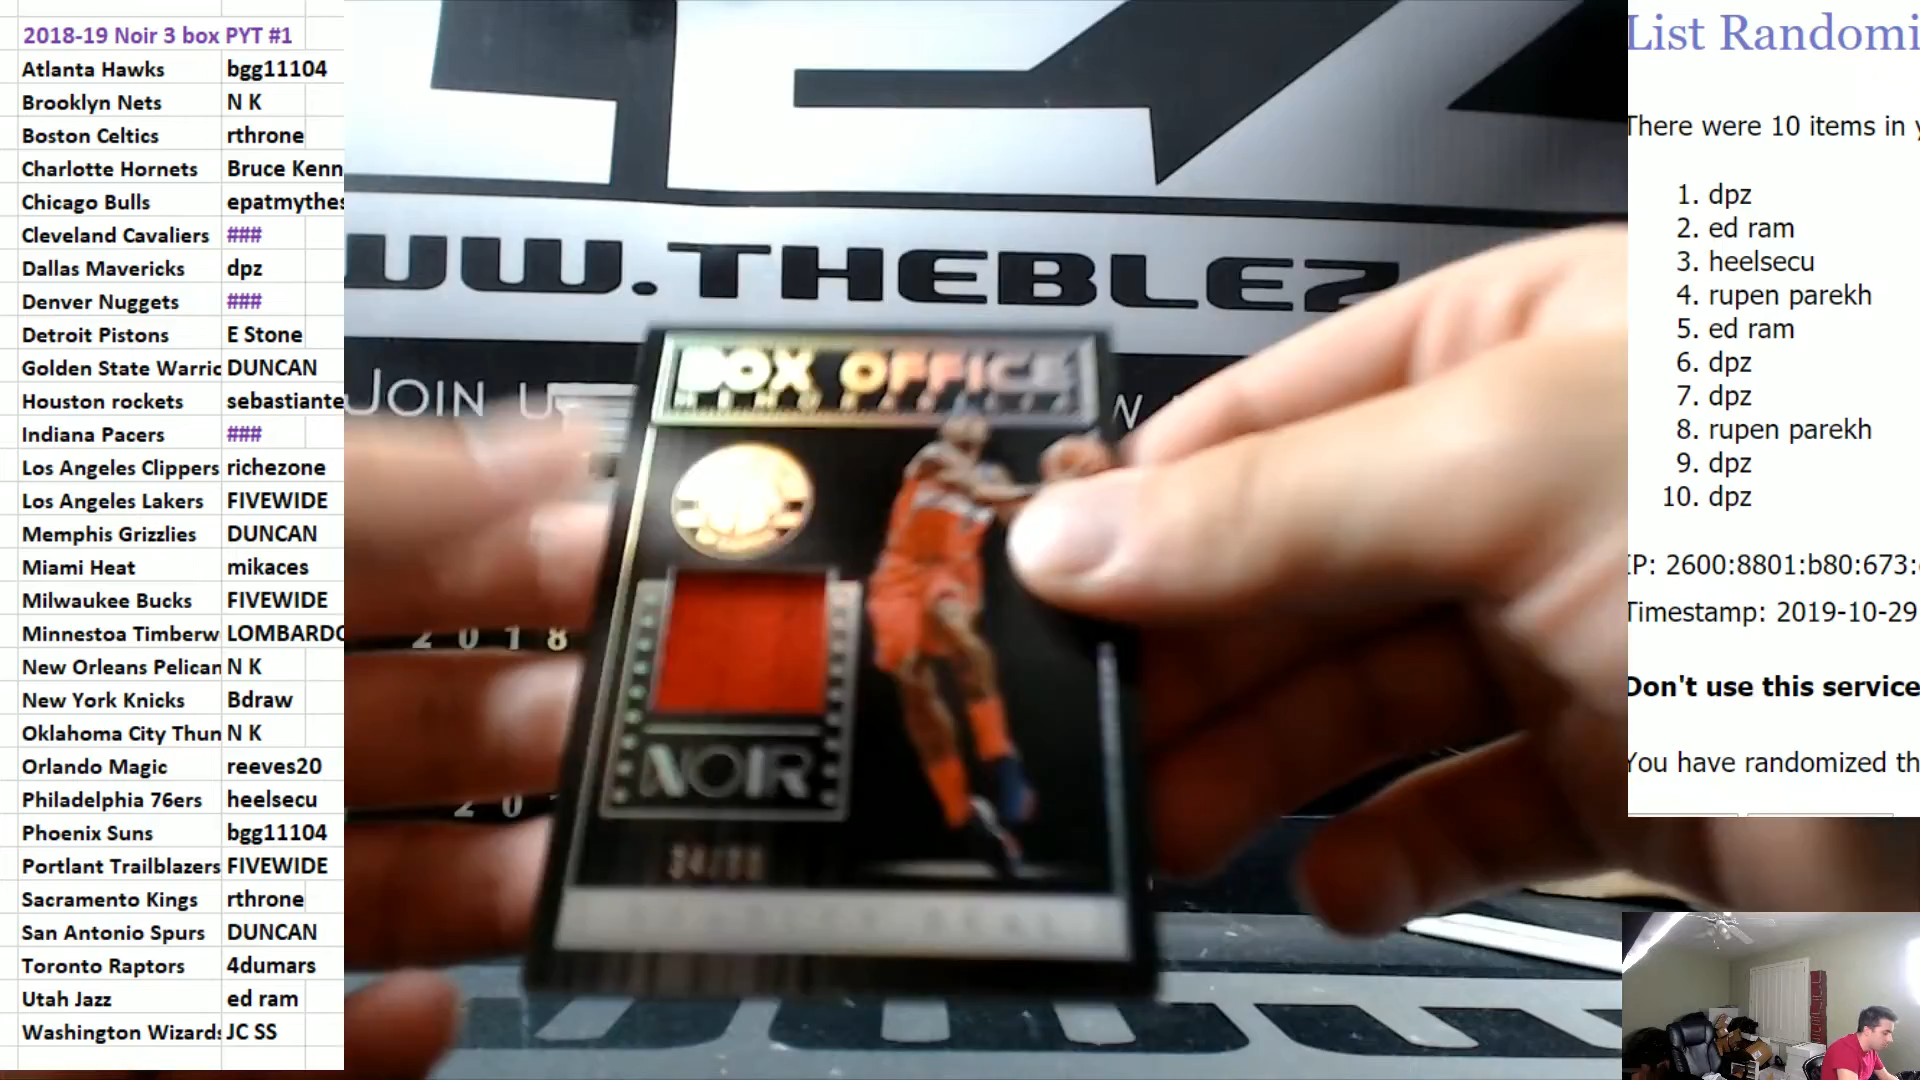 2018-19 Noir 3 box PYT #1
Atlanta Hawks bgg11104
Brooklyn Nets N K
Boston Celtics rthrone
Charlotte Hornets Bruce Kenn
Chicago Bulls epatmythes
Cleveland Cavaliers ###
Dallas Mavericks dpz
Denver Nuggets ###
Detroit Pistons E Stone
Golden State Warric DUNCAN
Houston rockets sebastiante
Indiana Pacers ###
Los Angeles Clippers richezone
Los Angeles Lakers FIVEWIDE
Memphis Grizzlies DUNCAN
Miami Heat mikaces
Milwaukee Bucks FIVEWIDE
Minnestoa Timberw LOMBARDO
New Orleans Pelican N K
New York Knicks Bdraw
Oklahoma City Thun N K
Orlando Magic reeves20
Philadelphia 76ers heelsecu
Phoenix Suns bgg11104
Portlant Trailblazers FIVEWIDE
Sacramento Kings rthrone
San Antonio Spurs DUNCAN
Toronto Raptors 4dumars
Utah Jazz ed ram
Washington Wizards JC SS
WW.THEBLEZ
JOIN U
BOX OFFICE
MEMORABILIA
NOIR
BRADLEY BEAL
2018
List Randomi
There were 10 items in y
1. dpz
2. ed ram
3. heelsecu
4. rupen parekh
5. ed ram
6. dpz
7. dpz
8. rupen parekh
9. dpz
10. dpz
IP: 2600:8801:b80:673:
Timestamp: 2019-10-29
Don't use this service
You have randomized th